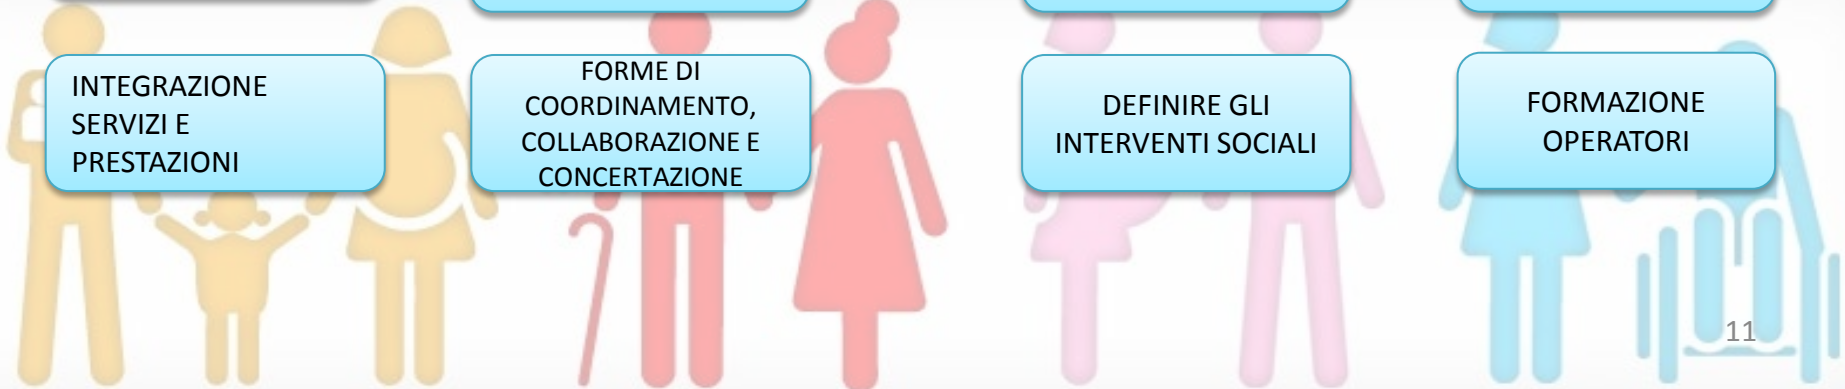 INTEGRAZIONE
SERVIZI E
PRESTAZIONI
FORME DI
COORDINAMENTO,
COLLABORAZIONE E
CONCERTAZIONE
DEFINIRE GLI
INTERVENTI SOCIALI
FORMAZIONE
OPERATORI
11